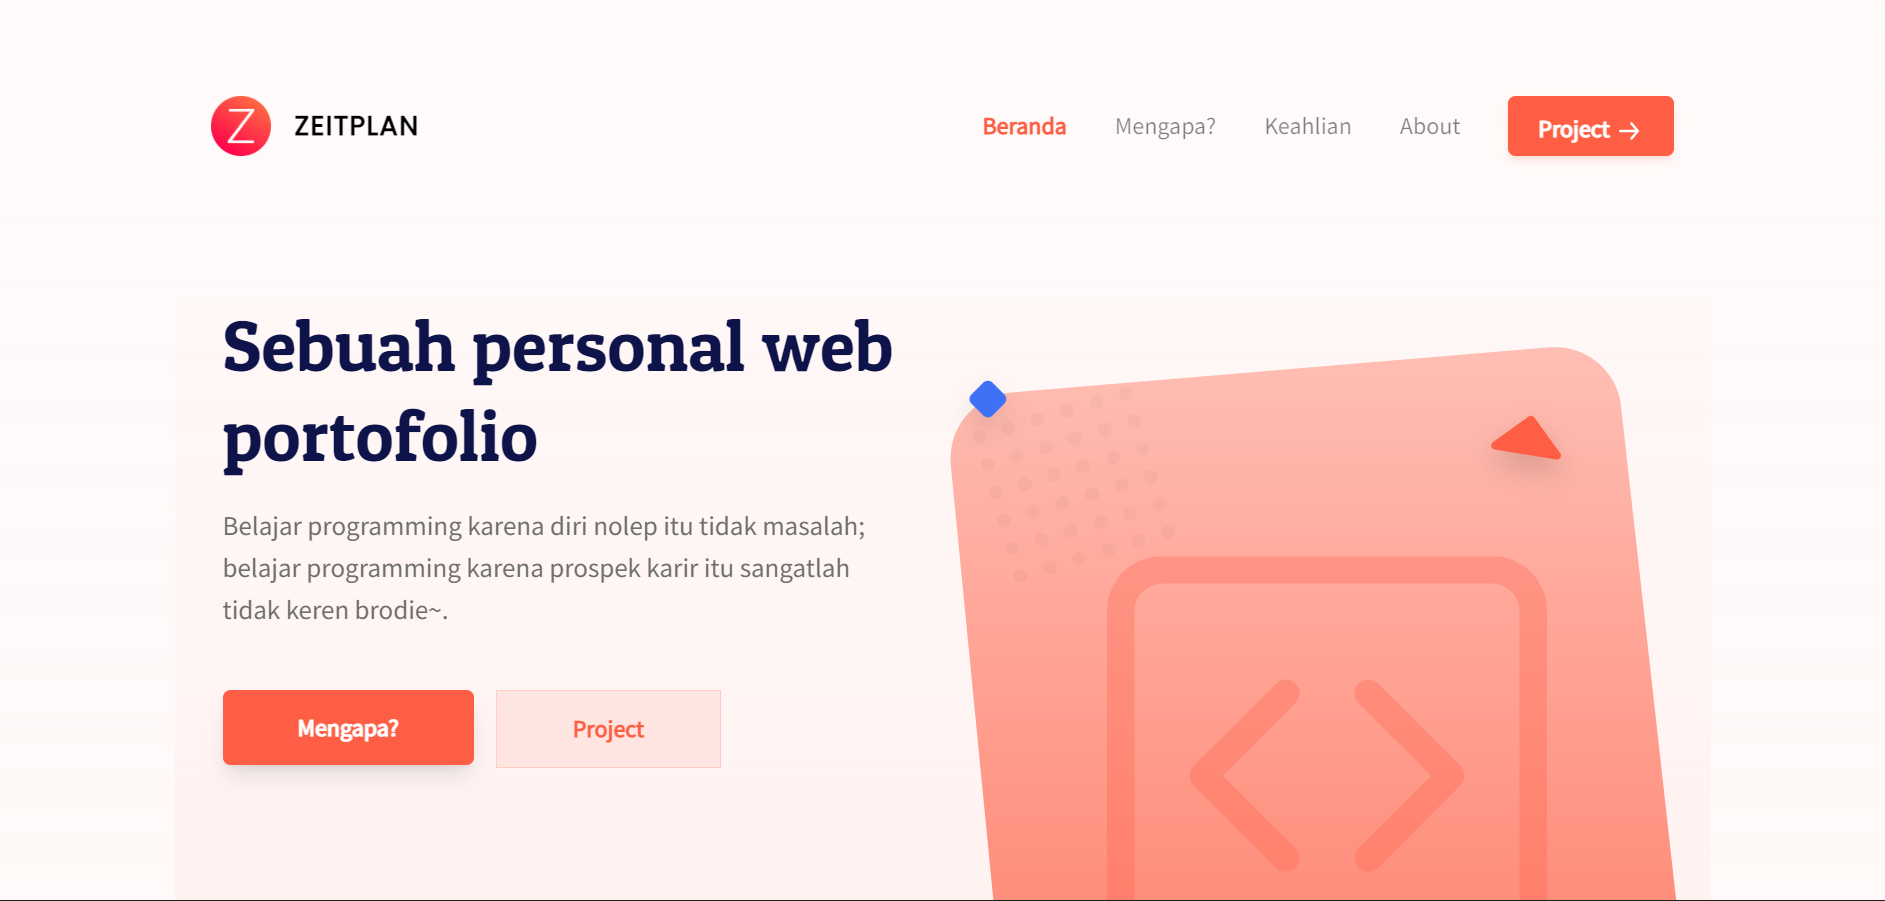 Z ZEITPLAN
Beranda Mengapa? Keahlian About Project →
Sebuah personal web
portofolio
Belajar programming karena diri nolep itu tidak masalah;
belajar programming karena prospek karir itu sangatlah
tidak keren brodie~.
Mengapa? Project